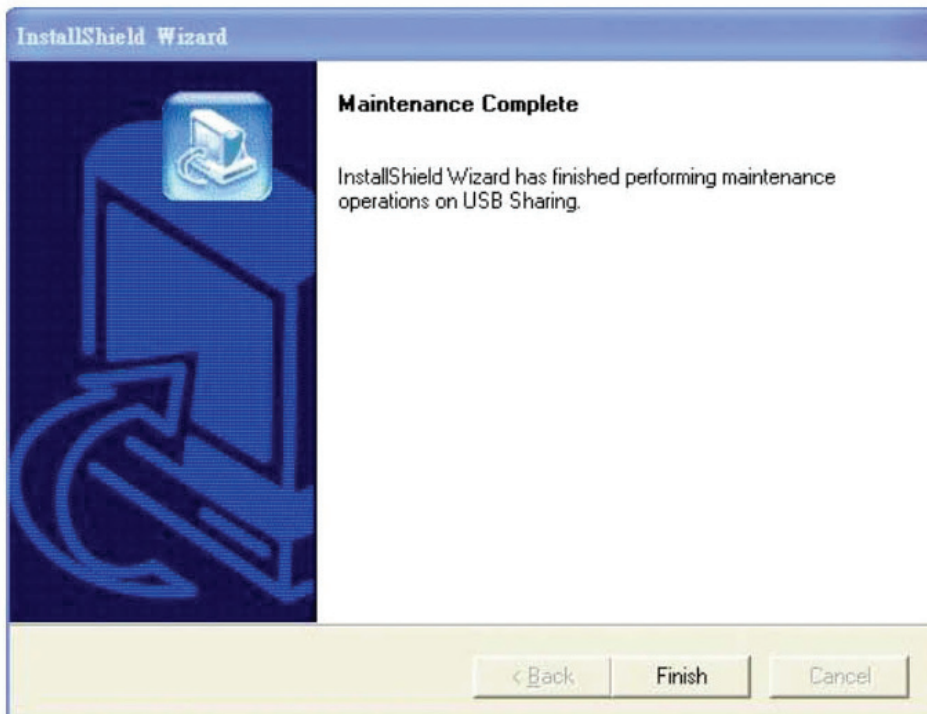 InstallShield Wizard
Maintenance Complete
InstallShield Wizard has finished performing maintenance
operations on USB Sharing.
< Back
Finish
Cancel